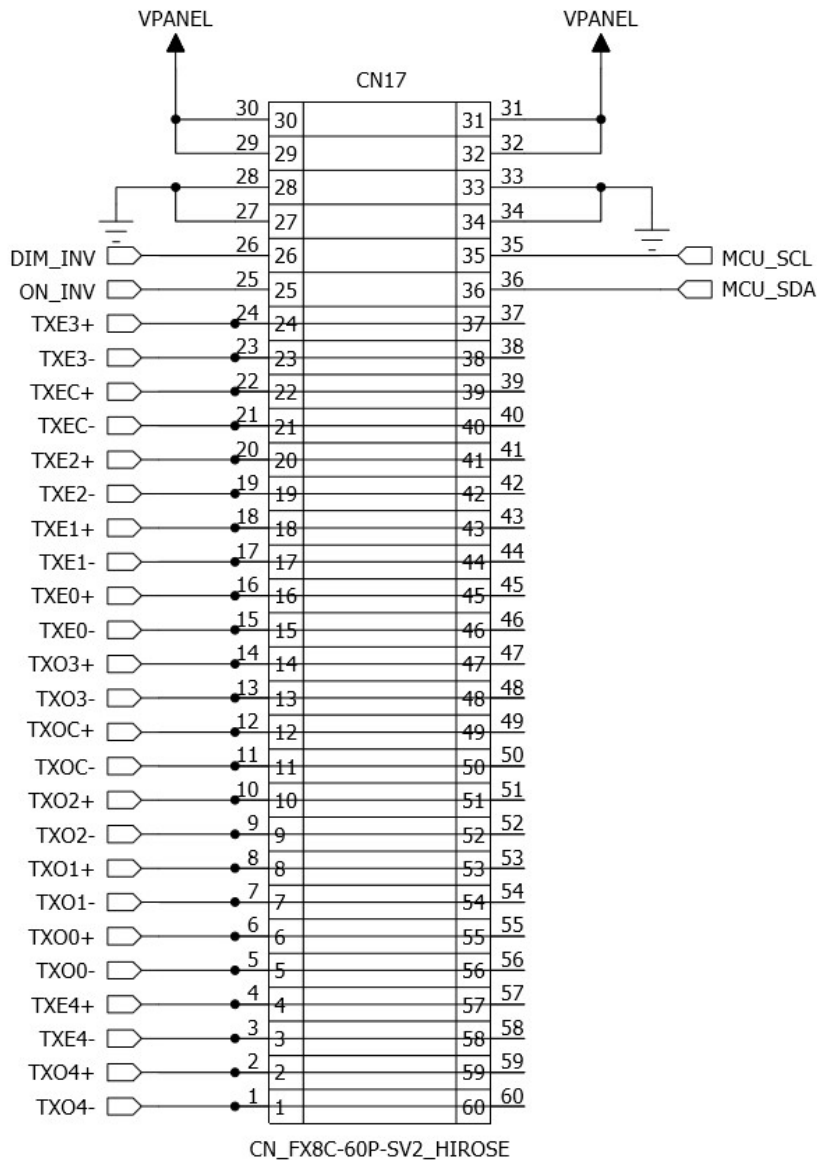 VPANEL VPANEL
CN17
30 30 31 31
29 29 32 32
28 28 33 33
27 27 34 34
DIM_INV 26 26 35 35 MCU_SCL
ON_INV 25 25 36 36 MCU_SDA
TXE3+ 24 24 37 37
TXE3- 23 23 38 38
TXEC+ 22 22 39 39
TXEC- 21 21 40 40
TXE2+ 20 20 41 41
TXE2- 19 19 42 42
TXE1+ 18 18 43 43
TXE1- 17 17 44 44
TXE0+ 16 16 45 45
TXE0- 15 15 46 46
TXO3+ 14 14 47 47
TXO3- 13 13 48 48
TXOC+ 12 12 49 49
TXOC- 11 11 50 50
TXO2+ 10 10 51 51
TXO2- 9 9 52 52
TXO1+ 8 8 53 53
TXO1- 7 7 54 54
TXO0+ 6 6 55 55
TXO0- 5 5 56 56
TXE4+ 4 4 57 57
TXE4- 3 3 58 58
TXO4+ 2 2 59 59
TXO4- 1 1 60 60
CN_FX8C-60P-SV2_HIROSE